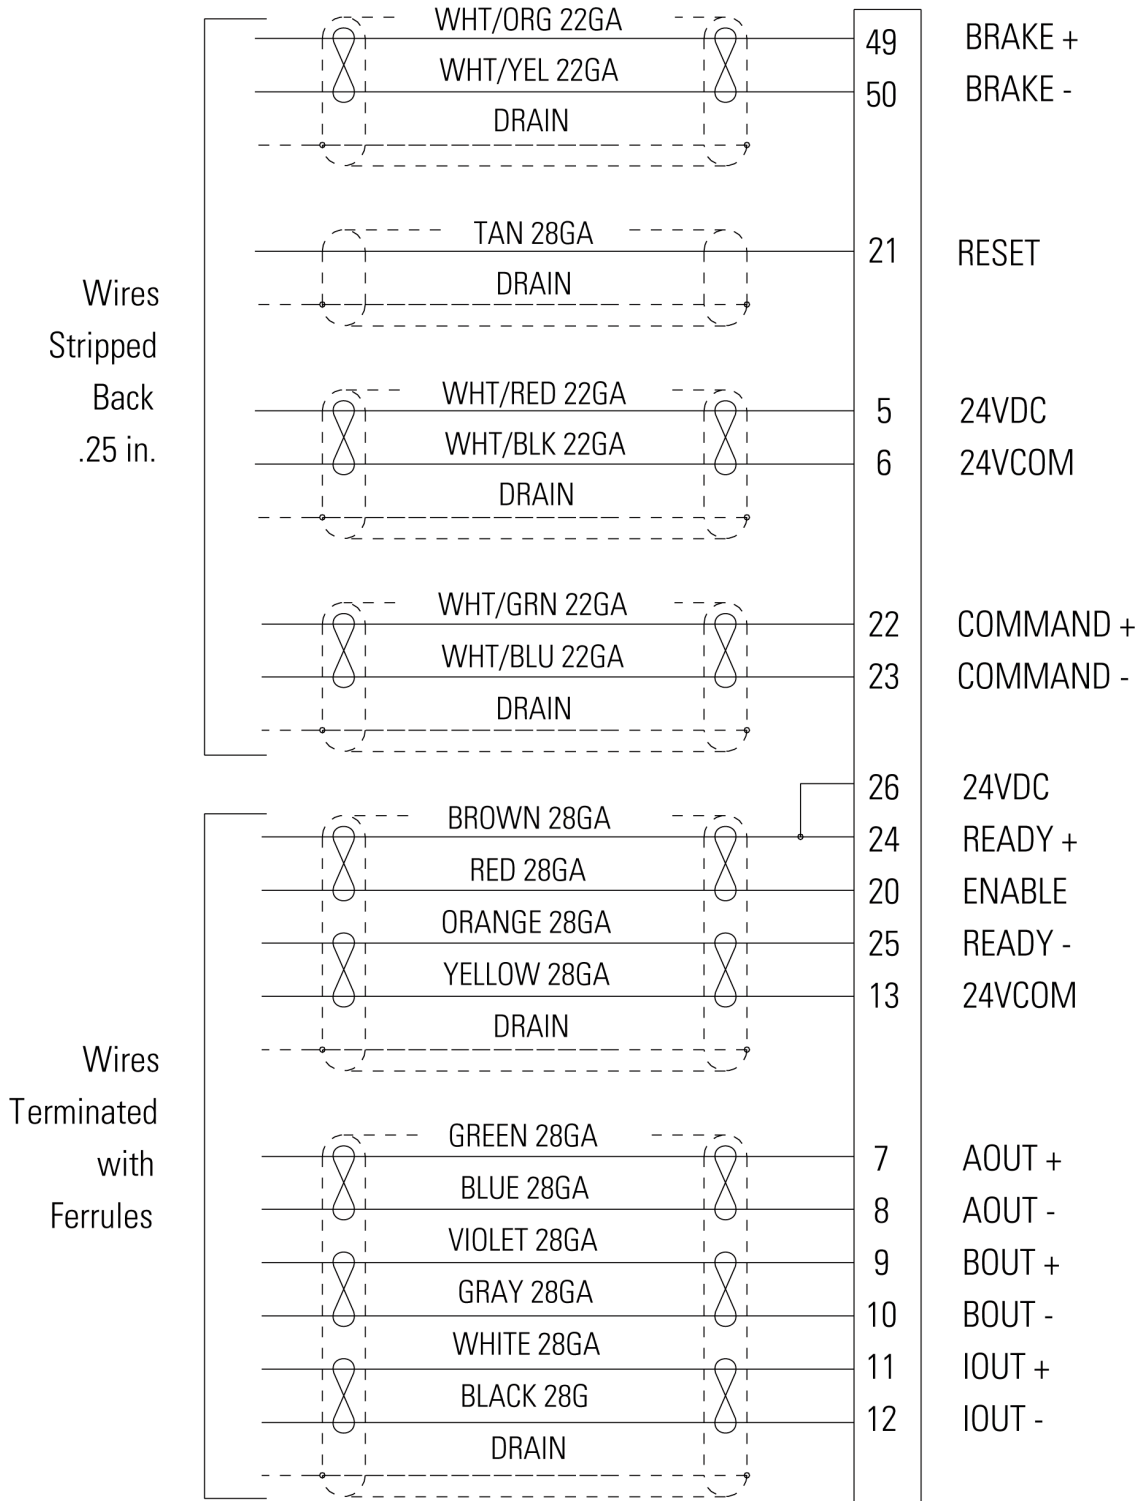 WHT/ORG 22GA
49 BRAKE +
WHT/YEL 22GA
50 BRAKE -
DRAIN
TAN 28GA
21 RESET
DRAIN
Wires
Stripped
Back
.25 in.
WHT/RED 22GA
5 24VDC
WHT/BLK 22GA
6 24VCOM
DRAIN
WHT/GRN 22GA
22 COMMAND +
WHT/BLU 22GA
23 COMMAND -
DRAIN
26 24VDC
BROWN 28GA
24 READY +
RED 28GA
20 ENABLE
ORANGE 28GA
25 READY -
YELLOW 28GA
13 24VCOM
DRAIN
Wires
Terminated
with
Ferrules
GREEN 28GA
7 AOUT +
BLUE 28GA
8 AOUT -
VIOLET 28GA
9 BOUT +
GRAY 28GA
10 BOUT -
WHITE 28GA
11 IOUT +
BLACK 28G
12 IOUT -
DRAIN